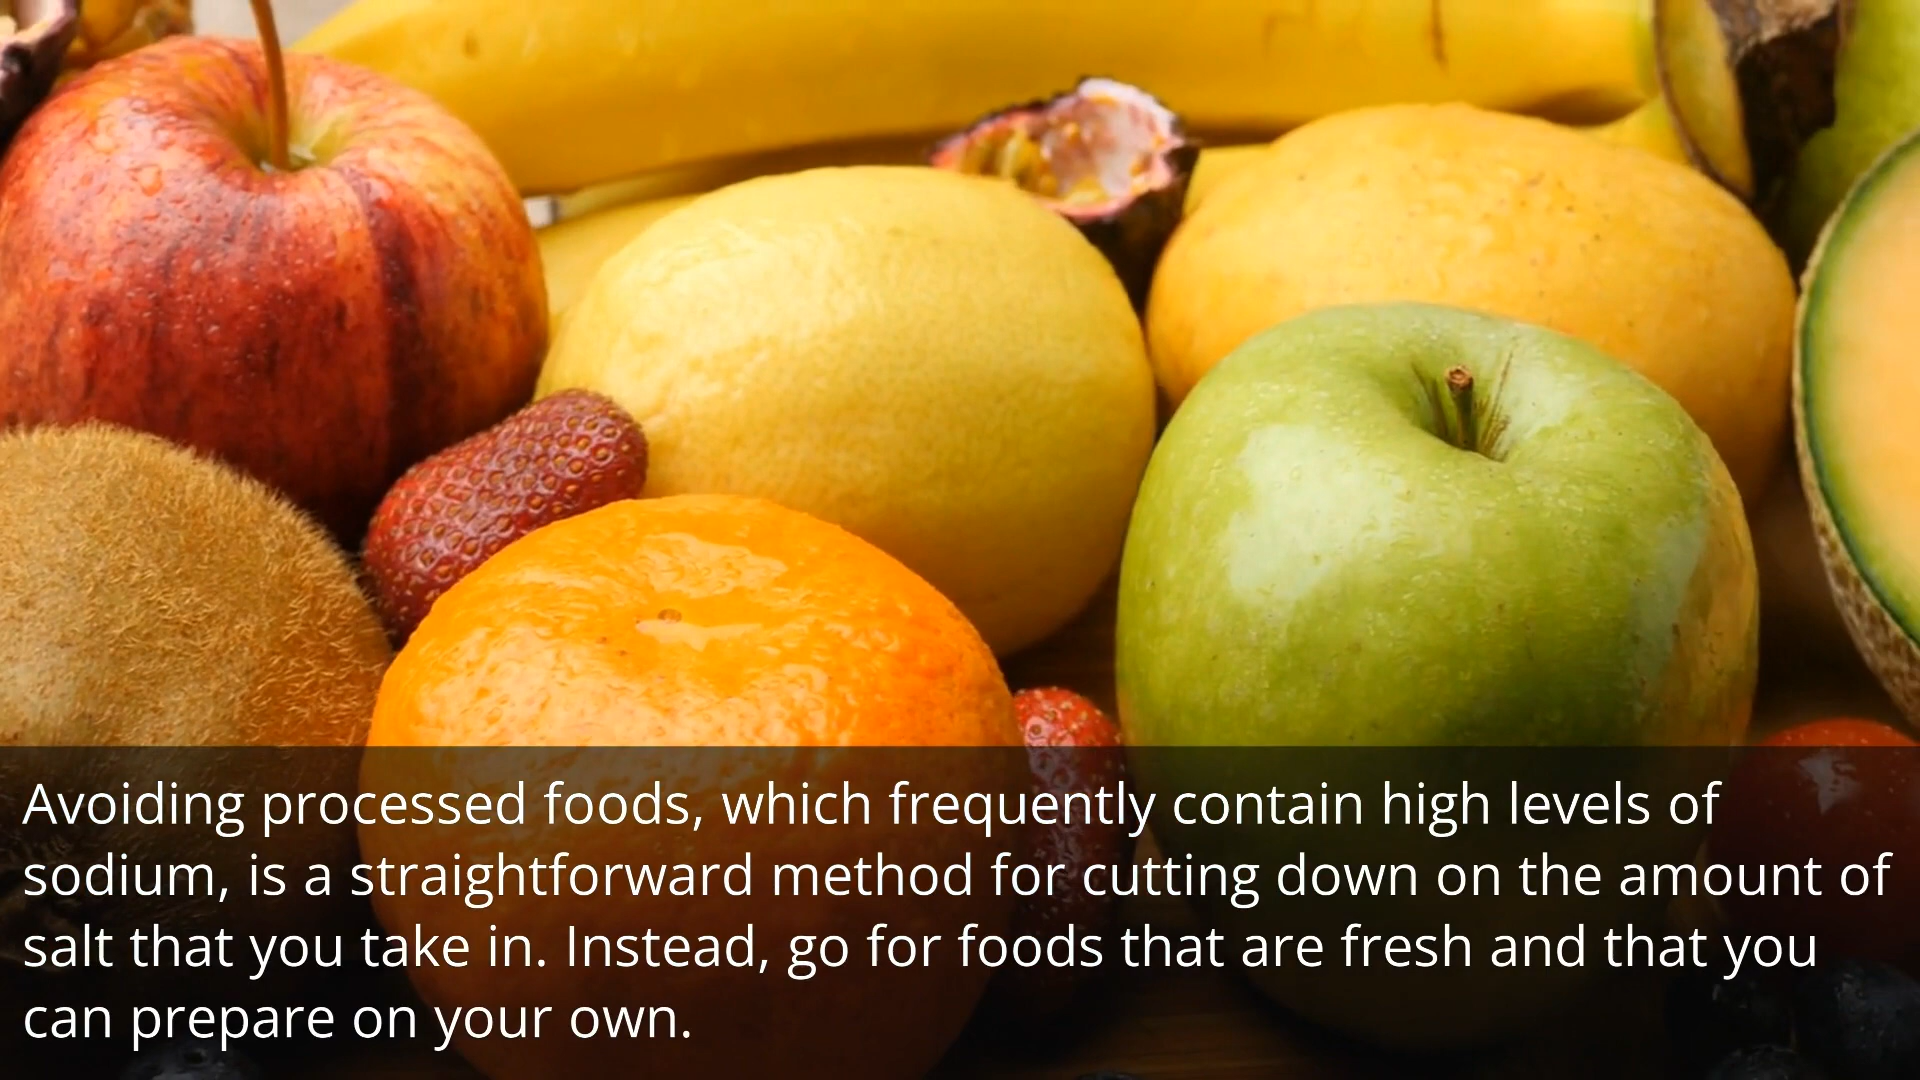 Avoiding processed foods, which frequently contain high levels of
sodium, is a straightforward method for cutting down on the amount of
salt that you take in. Instead, go for foods that are fresh and that you
can prepare on your own.